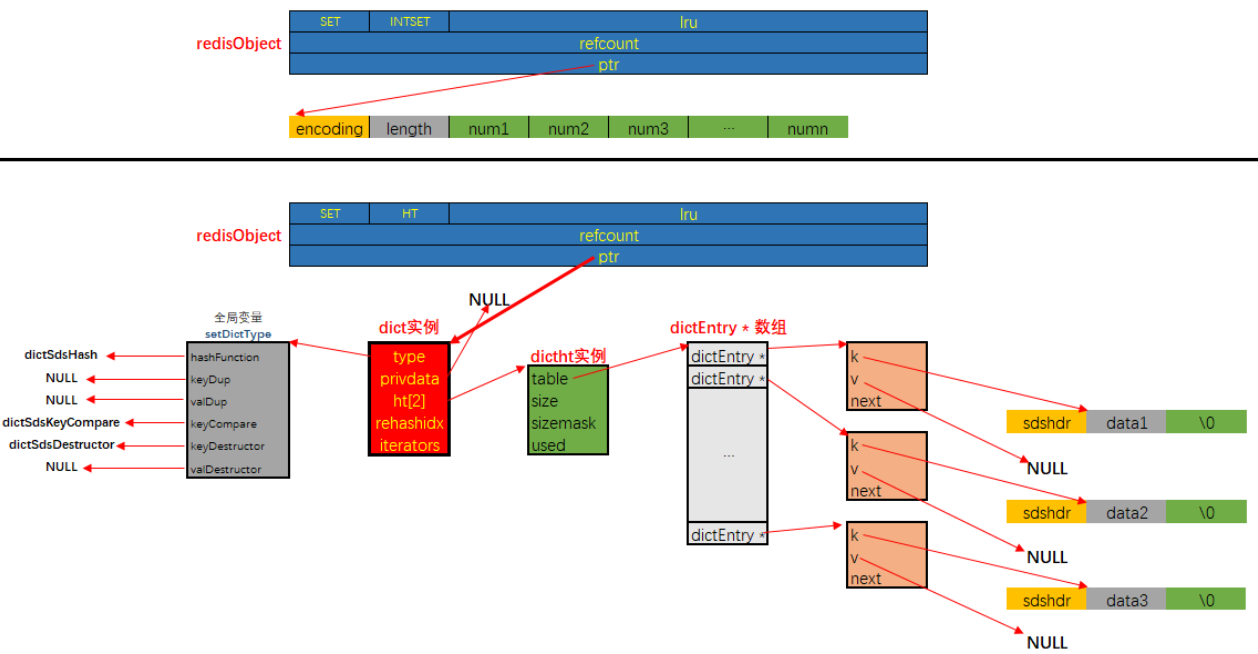 SET INTSET lru
redisObject refcount
ptr
encoding length num1 num2 num3 ... numn
SET HT lru
redisObject refcount
ptr
NULL
全局变量
setDictType
dict实例
dictEntry * 数组
dictht实例
dictSdsHash
NULL
NULL
dictSdsKeyCompare
dictSdsDestructor
NULL
hashFunction
keyDup
valDup
keyCompare
keyDestructor
valDestructor
type
privdata
ht[2]
rehashidx
iterators
table
size
sizemask
used
dictEntry *
dictEntry *
...
dictEntry *
k
v
next
sdshdr data1 \0
NULL
k
v
next
sdshdr data2 \0
NULL
k
v
next
sdshdr data3 \0
NULL